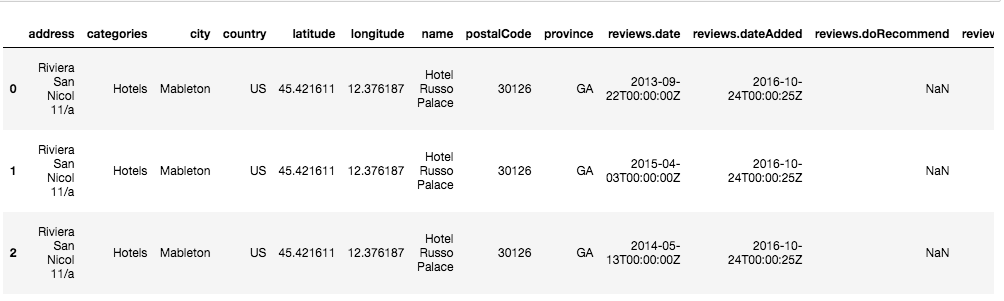 address categories city country latitude longitude name postalCode province reviews.date reviews.dateAdded reviews.doRecommend review
0 Riviera San Nicol 11/a Hotels Mableton US 45.421611 12.376187 Hotel Russo Palace 30126 GA 2013-09-22T00:00:00Z 2016-10-24T00:00:25Z NaN
1 Riviera San Nicol 11/a Hotels Mableton US 45.421611 12.376187 Hotel Russo Palace 30126 GA 2015-04-03T00:00:00Z 2016-10-24T00:00:25Z NaN
2 Riviera San Nicol 11/a Hotels Mableton US 45.421611 12.376187 Hotel Russo Palace 30126 GA 2014-05-13T00:00:00Z 2016-10-24T00:00:25Z NaN